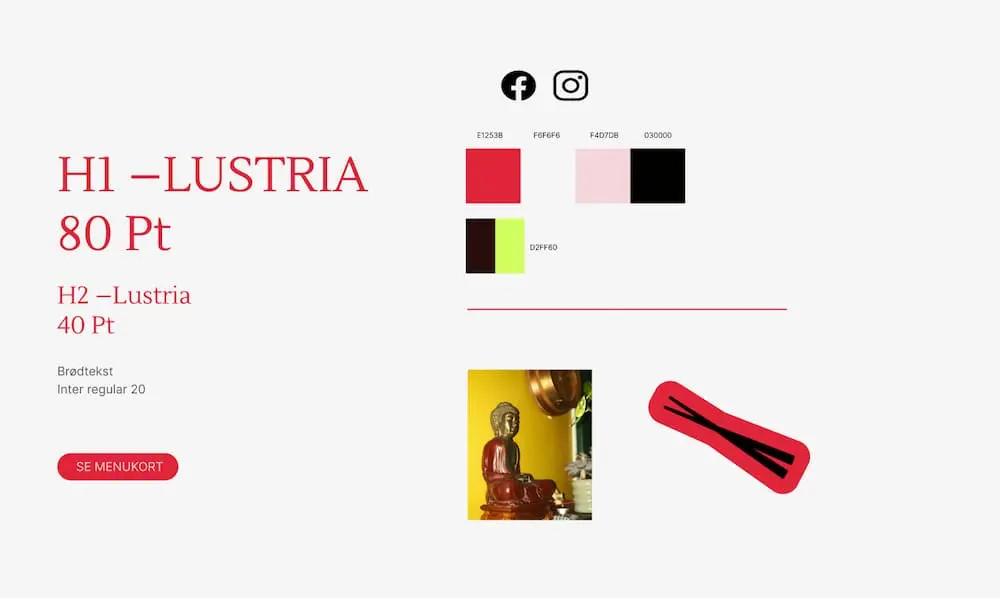 H1 –LUSTRIA
80 Pt
H2 –Lustria
40 Pt
Brødtekst
Inter regular 20
SE MENUKORT
E1253B F6F6F6 F4D7DB 030000
D2FF60